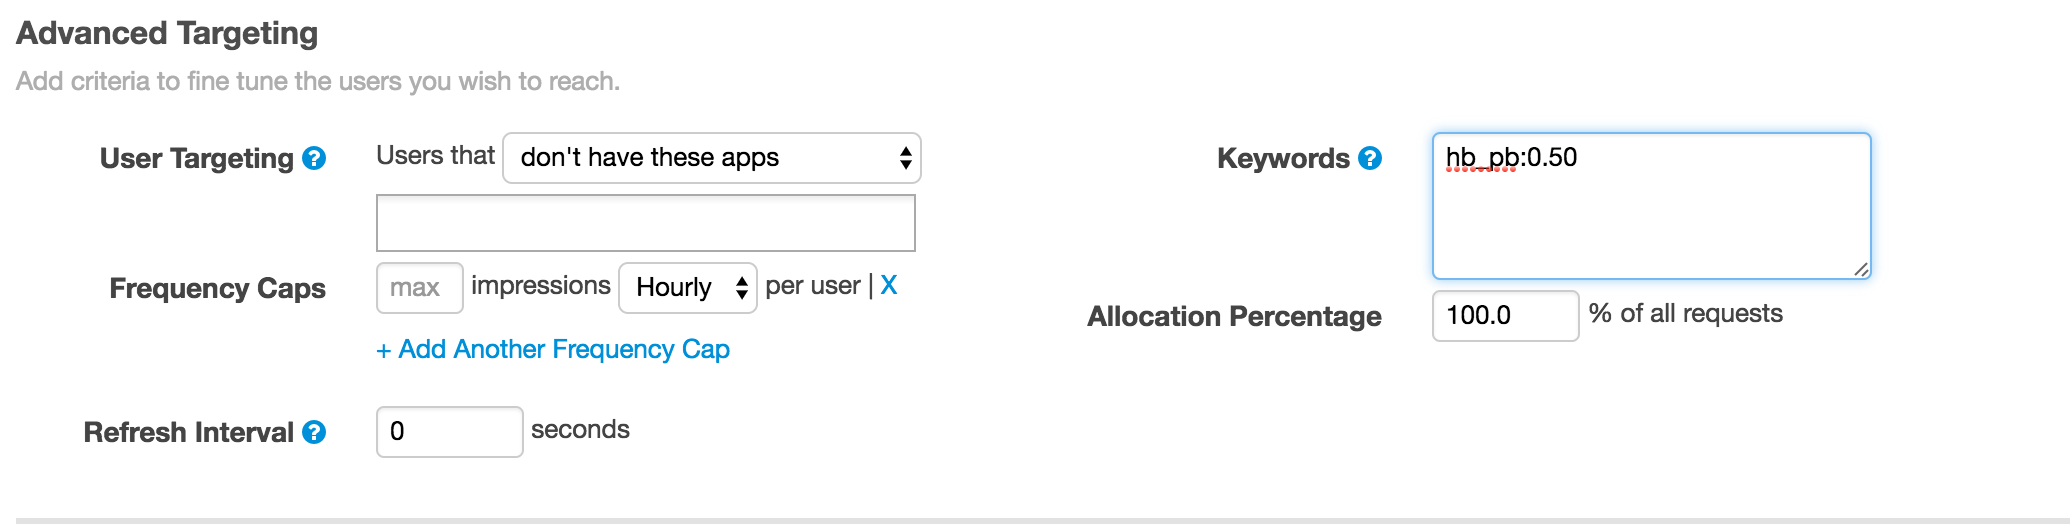 Advanced Targeting
Add criteria to fine tune the users you wish to reach.
User Targeting ? Users that don't have these apps
Frequency Caps max impressions Hourly per user | X
+ Add Another Frequency Cap
Refresh Interval ? 0 seconds
Keywords ? hb_pb:0.50
Allocation Percentage 100.0 % of all requests